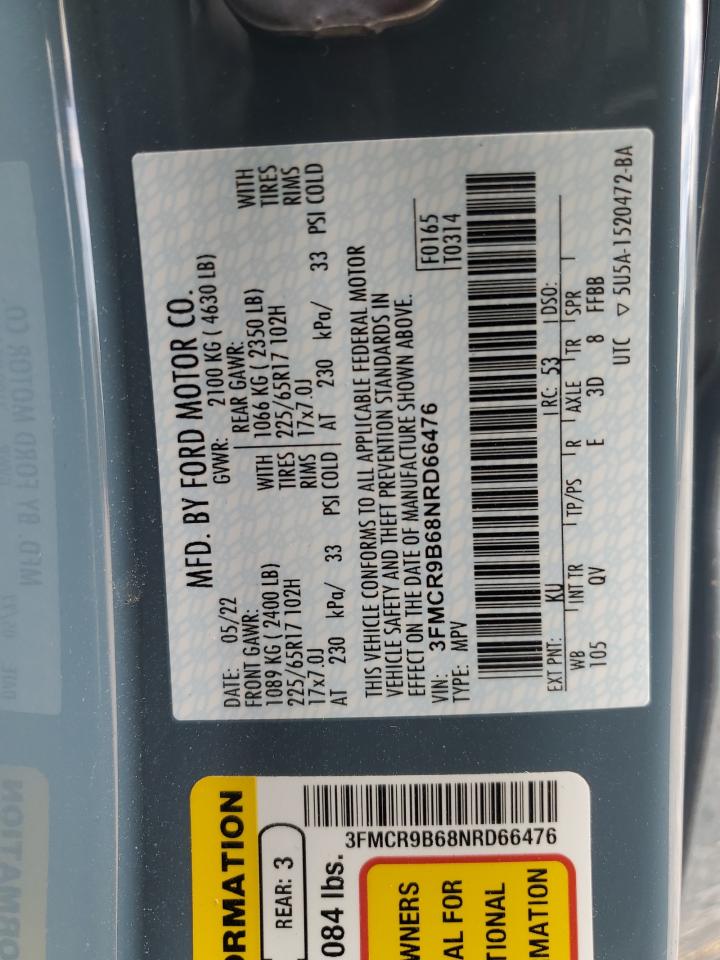 MFD. BY FORD MOTOR CO.
DATE: 05/22 GVWR: 2100 KG ( 4630 LB)
FRONT GAWR: REAR GAWR:
1089 KG ( 2400 LB) WITH 1066 KG ( 2350 LB) WITH
225/65R17 102H TIRES 225/65R17 102H TIRES
17x7.0J RIMS 17x7.0J RIMS
AT 230 kPa/ 33 PSI COLD AT 230 kPa/ 33 PSI COLD
THIS VEHICLE CONFORMS TO ALL APPLICABLE FEDERAL MOTOR
VEHICLE SAFETY AND THEFT PREVENTION STANDARDS IN
EFFECT ON THE DATE OF MANUFACTURE SHOWN ABOVE.
VIN: 3FMCR9B68NRD66476 F0165
TYPE: MPV T0314
EXT PNT: KU RC: 53 DSO:
WB INT TR TP/PS R AXLE TR SPR
105 QV E 3D 8 FFBB
UTC ▽ 5U5A-1520472-BA
ORMATION
REAR: 3
084 lbs.
3FMCR9B68NRD66476
WNERS
AL FOR
TIONAL
MATION